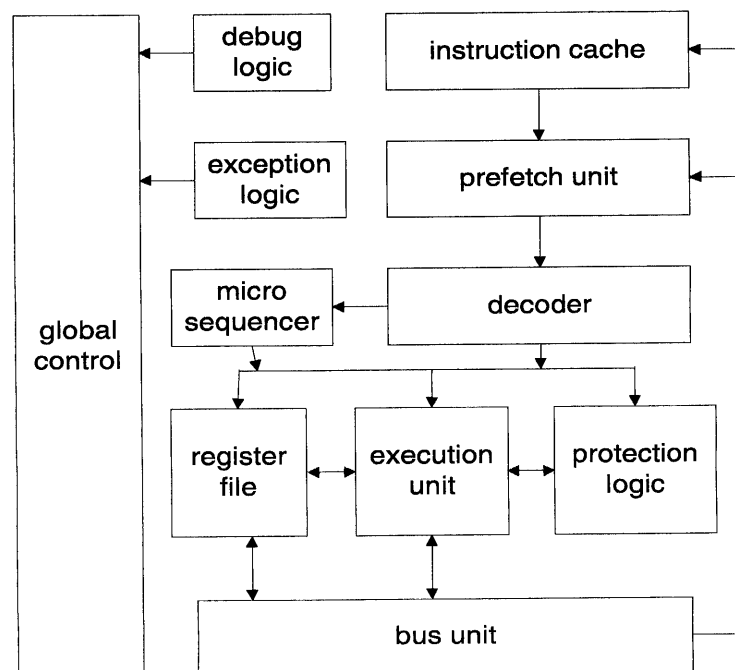 debug
logic
instruction cache
exception
logic
prefetch unit
micro
sequencer
decoder
global
control
register
file
execution
unit
protection
logic
bus unit